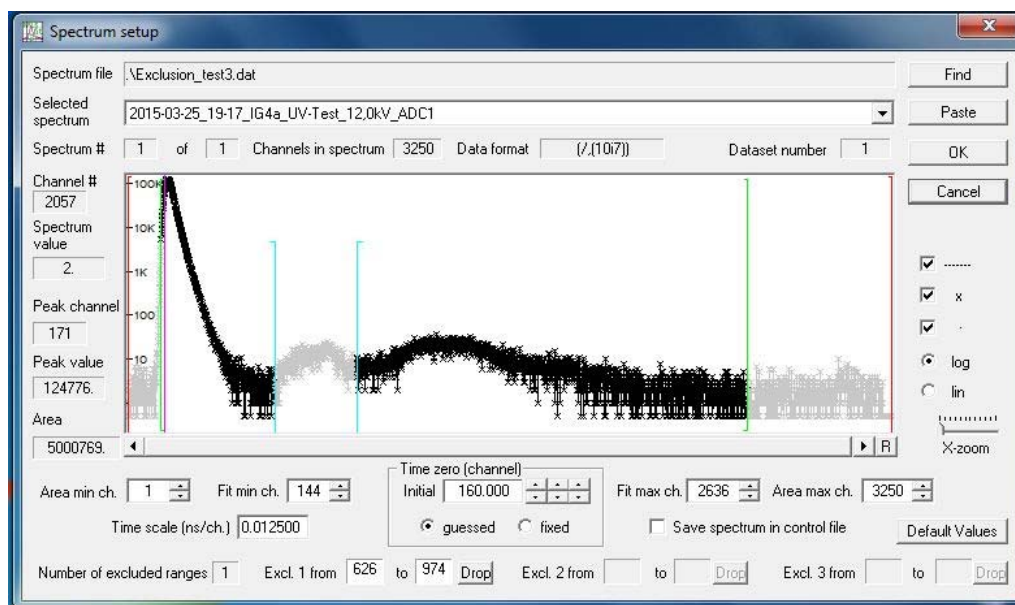 Spectrum setup
Spectrum file .\Exclusion_test3.dat Find
Selected spectrum 2015-03-25_19-17_IG4a_UV-Test_12,0kV_ADC1 Paste
Spectrum # 1 of 1 Channels in spectrum 3250 Data format (/,(10i7)) Dataset number 1 OK
Channel #
2057
Cancel
Spectrum value
2.
Peak channel
171
Peak value
124776.
Area
5000769.
100K
10K
1K
100
10
-------
x
.
log
lin
X-zoom
R
Time zero (channel)
Area min ch. 1 Fit min ch. 144 Initial 160.000 Fit max ch. 2636 Area max ch. 3250
Time scale (ns/ch.) 0.012500 guessed fixed Save spectrum in control file Default Values
Number of excluded ranges 1 Excl. 1 from 626 to 974 Drop Excl. 2 from to Drop Excl. 3 from to Drop